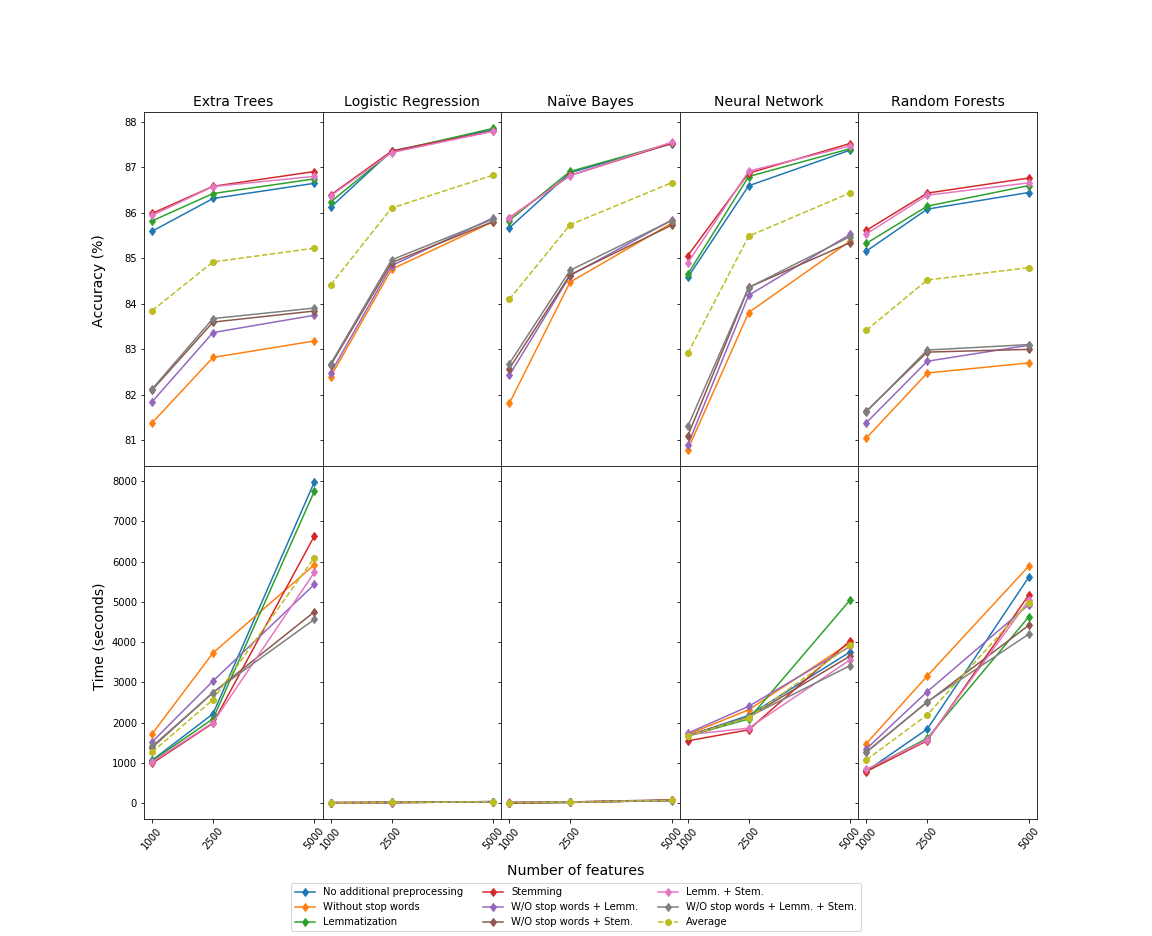 Extra Trees Logistic Regression Naïve Bayes Neural Network Random Forests
88
87
86
85
84
83
82
81
Accuracy (%)
8000
7000
6000
5000
4000
3000
2000
1000
0
Time (seconds)
1000 2500 5000 1000 2500 5000 1000 2500 5000 1000 2500 5000 1000 2500 5000
Number of features
No additional preprocessing Stemming Lemm. + Stem.
Without stop words W/O stop words + Lemm. W/O stop words + Lemm. + Stem.
Lemmatization W/O stop words + Stem. Average